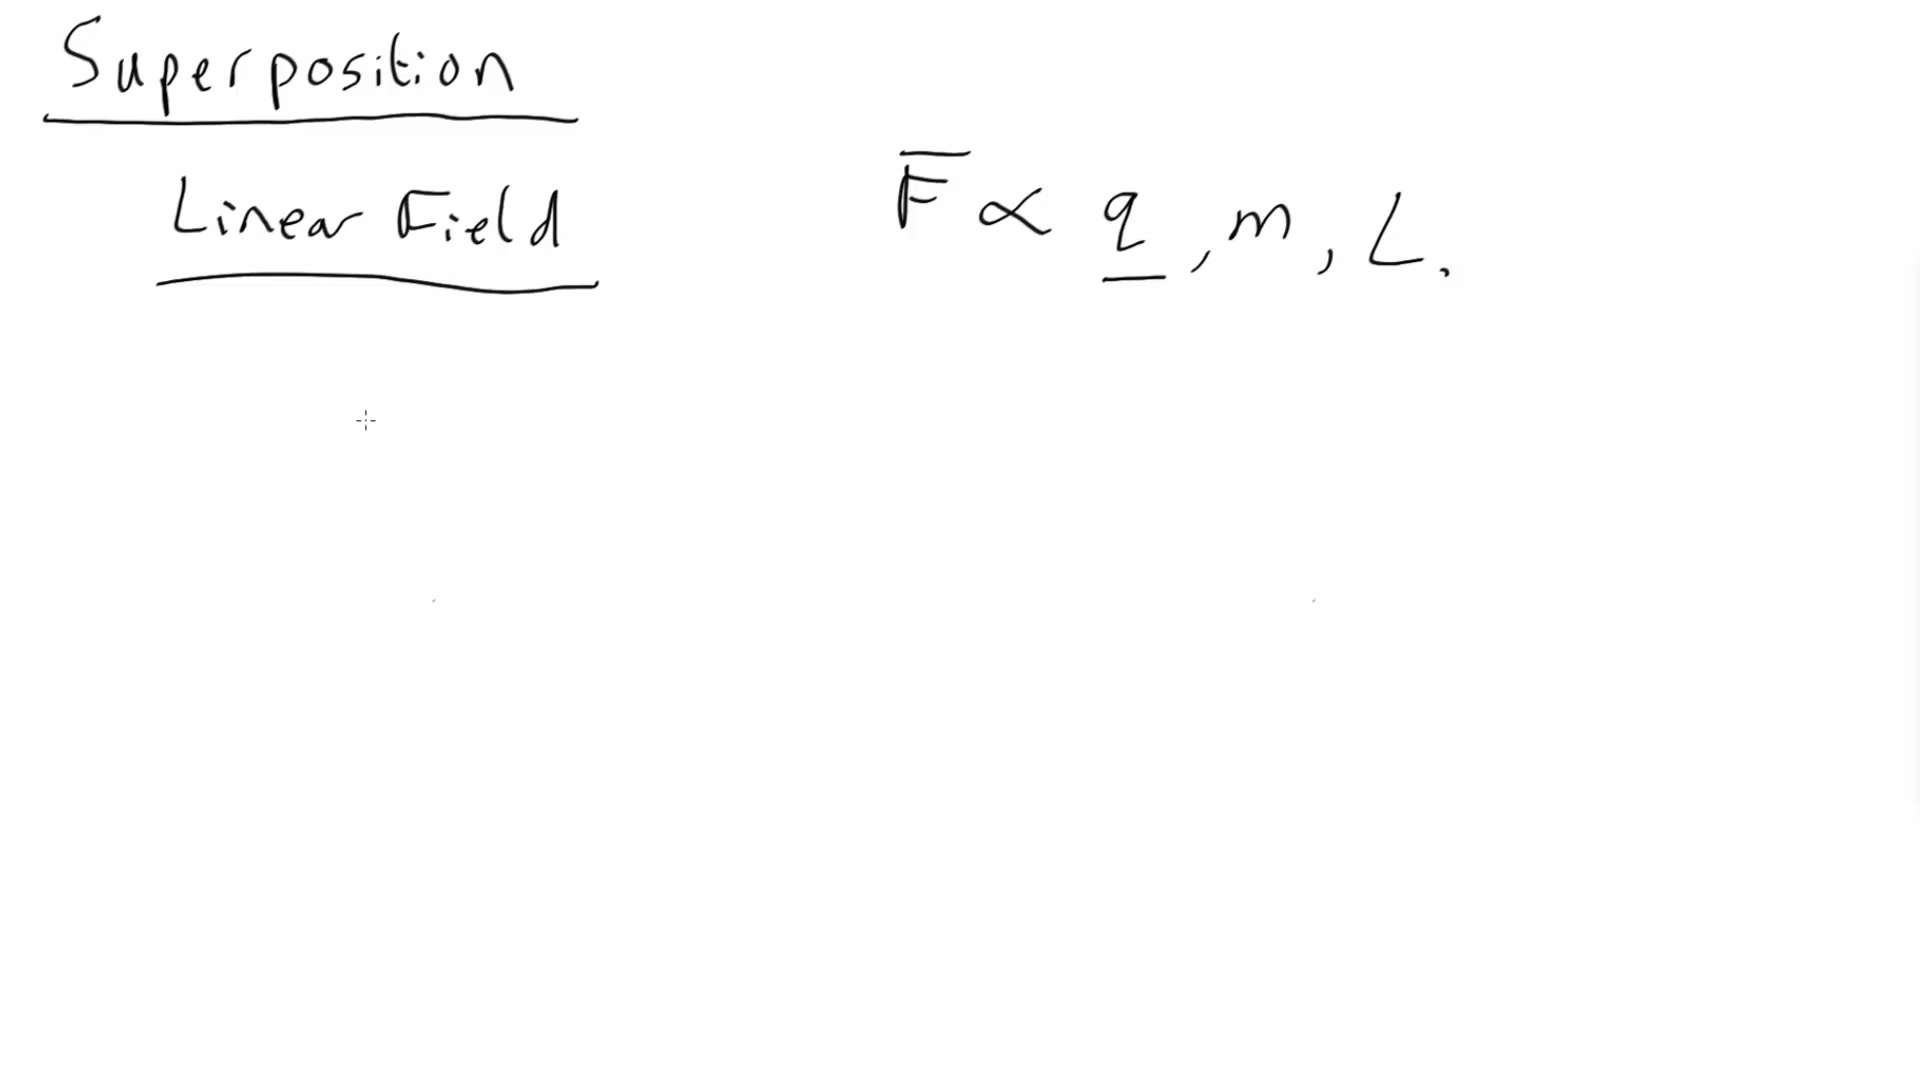 Superposition
Linear Field
F̅ ∝ q, m, L.